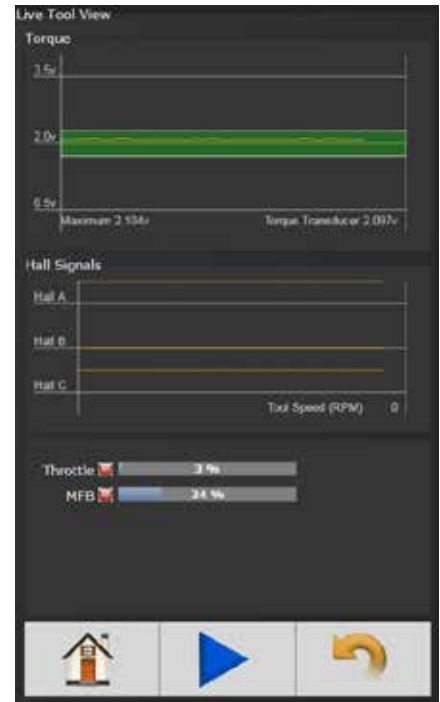 Live Tool View
Torque
3.5v
2.0v
0.5v
Maximum 2.104v Torque Transducer 2.097v
Hall Signals
Hall A
Hall B
Hall C
Tool Speed (RPM) 0
Throttle 3 %
MFB 24 %